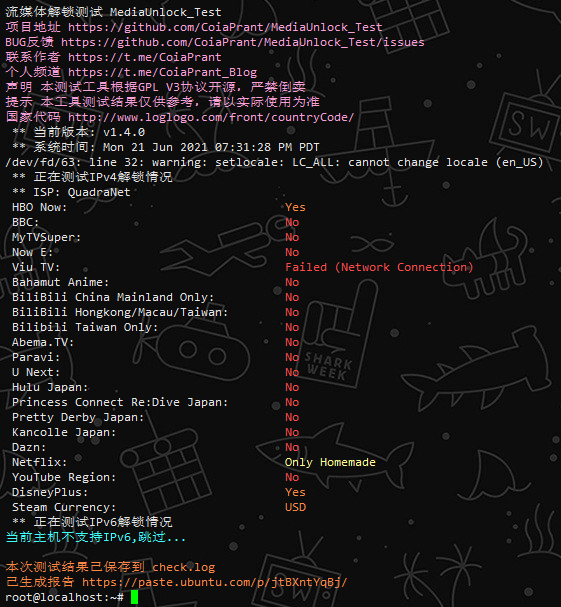 流媒体解锁测试 MediaUnlock_Test
项目地址 https://github.com/CoiaPrant/MediaUnlock_Test
BUG反馈 https://github.com/CoiaPrant/MediaUnlock_Test/issues
联系作者 https://t.me/CoiaPrant
个人频道 https://t.me/CoiaPrant_Blog
声明 本测试工具根据GPL V3协议开源，严禁倒卖
提示 本工具测试结果仅供参考，请以实际使用为准
国家代码 http://www.loglogo.com/front/countryCode/
** 当前版本: v1.4.0
** 系统时间: Mon 21 Jun 2021 07:31:28 PM PDT
/dev/fd/63: line 32: warning: setlocale: LC_ALL: cannot change locale (en_US)
** 正在测试IPv4解锁情况
** ISP: QuadraNet
HBO Now: Yes
BBC: No
MyTVSuper: No
Now E: No
Viu TV: Failed (Network Connection)
Bahamut Anime: No
BiliBili China Mainland Only: No
BiliBili Hongkong/Macau/Taiwan: No
Bilibili Taiwan Only: No
Abema.TV: No
Paravi: No
U Next: No
Hulu Japan: No
Princess Connect Re:Dive Japan: No
Pretty Derby Japan: No
Kancolle Japan: No
Dazn: No
Netflix: Only Homemade
YouTube Region: No
DisneyPlus: Yes
Steam Currency: USD
** 正在测试IPv6解锁情况
当前主机不支持IPv6,跳过...
本次测试结果已保存到 check.log
已生成报告 https://paste.ubuntu.com/p/jtBXntYqBj/
root@localhost:~#
SW
SHARK WEEK
SW